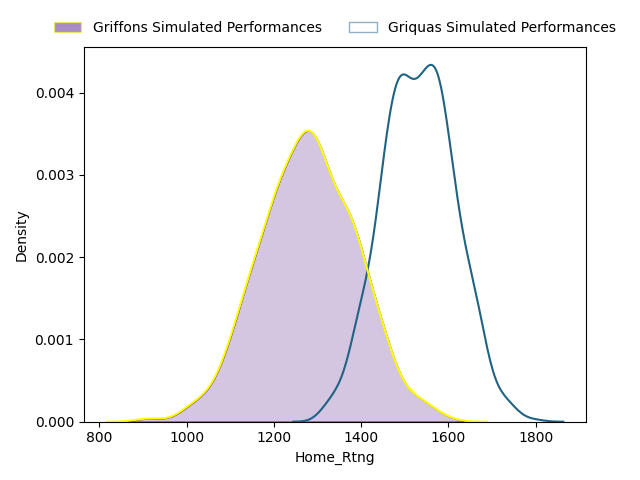 Griffons Simulated Performances Griquas Simulated Performances
0.004
0.003
0.002
0.001
0.000
Density
800 1000 1200 1400 1600 1800
Home_Rtng